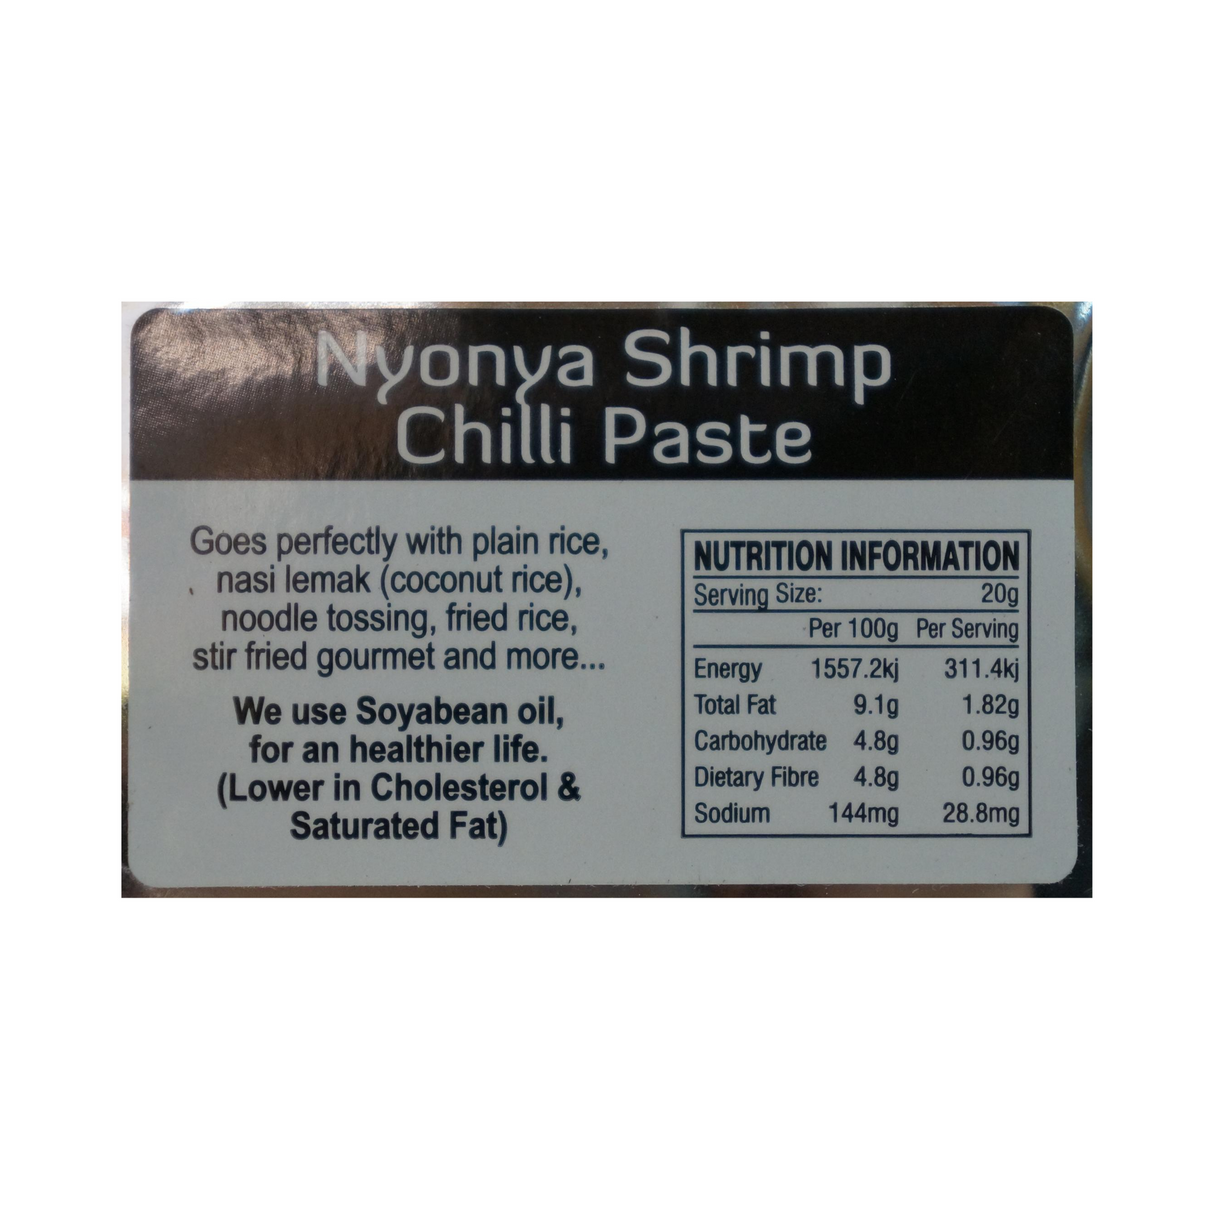 Nyonya Shrimp
Chilli Paste
Goes perfectly with plain rice,
nasi lemak (coconut rice),
noodle tossing, fried rice,
stir fried gourmet and more...
We use Soyabean oil,
for an healthier life.
(Lower in Cholesterol &
Saturated Fat)
NUTRITION INFORMATION
Serving Size: 20g
Per 100g Per Serving
Energy 1557.2kj 311.4kj
Total Fat 9.1g 1.82g
Carbohydrate 4.8g 0.96g
Dietary Fibre 4.8g 0.96g
Sodium 144mg 28.8mg